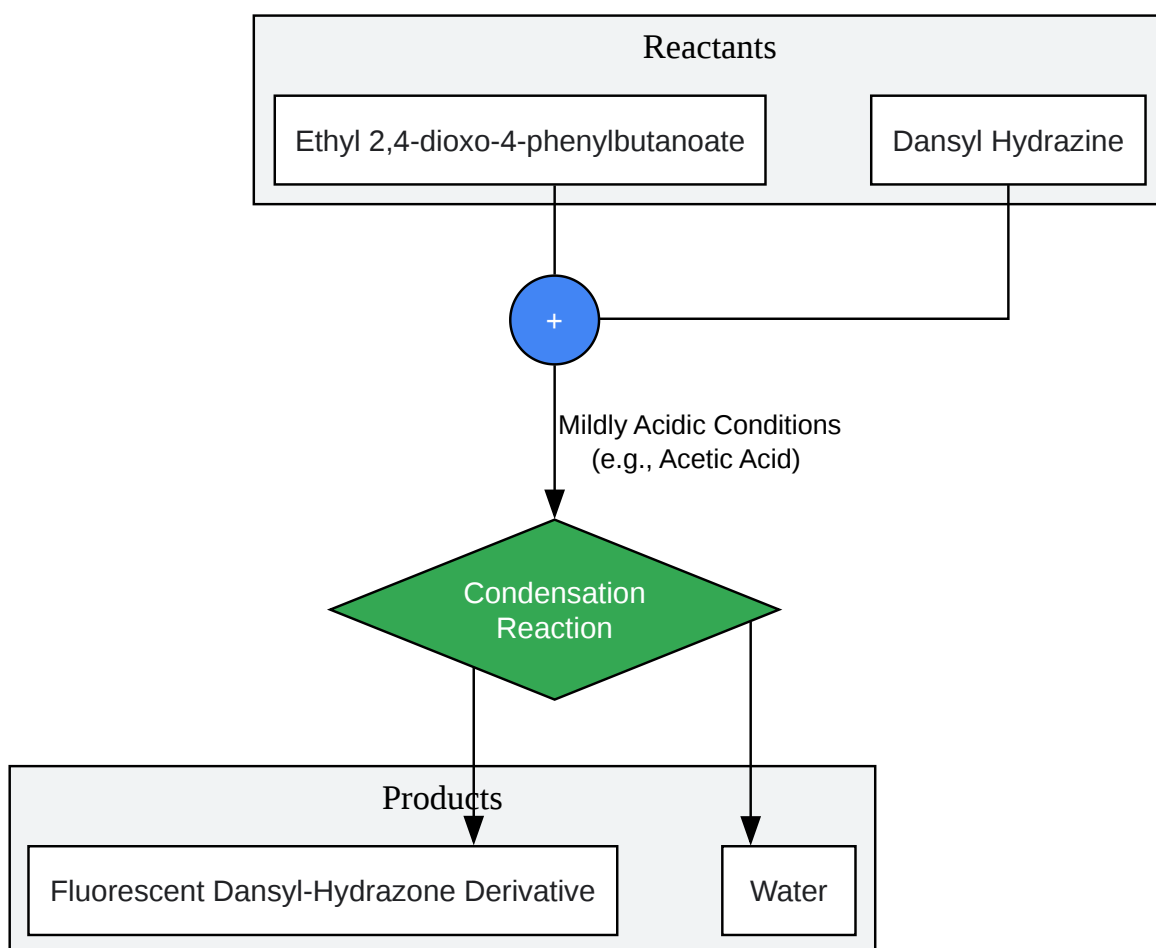 Reactants
Ethyl 2,4-dioxo-4-phenylbutanoate
Dansyl Hydrazine
+
Mildly Acidic Conditions
(e.g., Acetic Acid)
Condensation
Reaction
Products
Fluorescent Dansyl-Hydrazone Derivative
Water